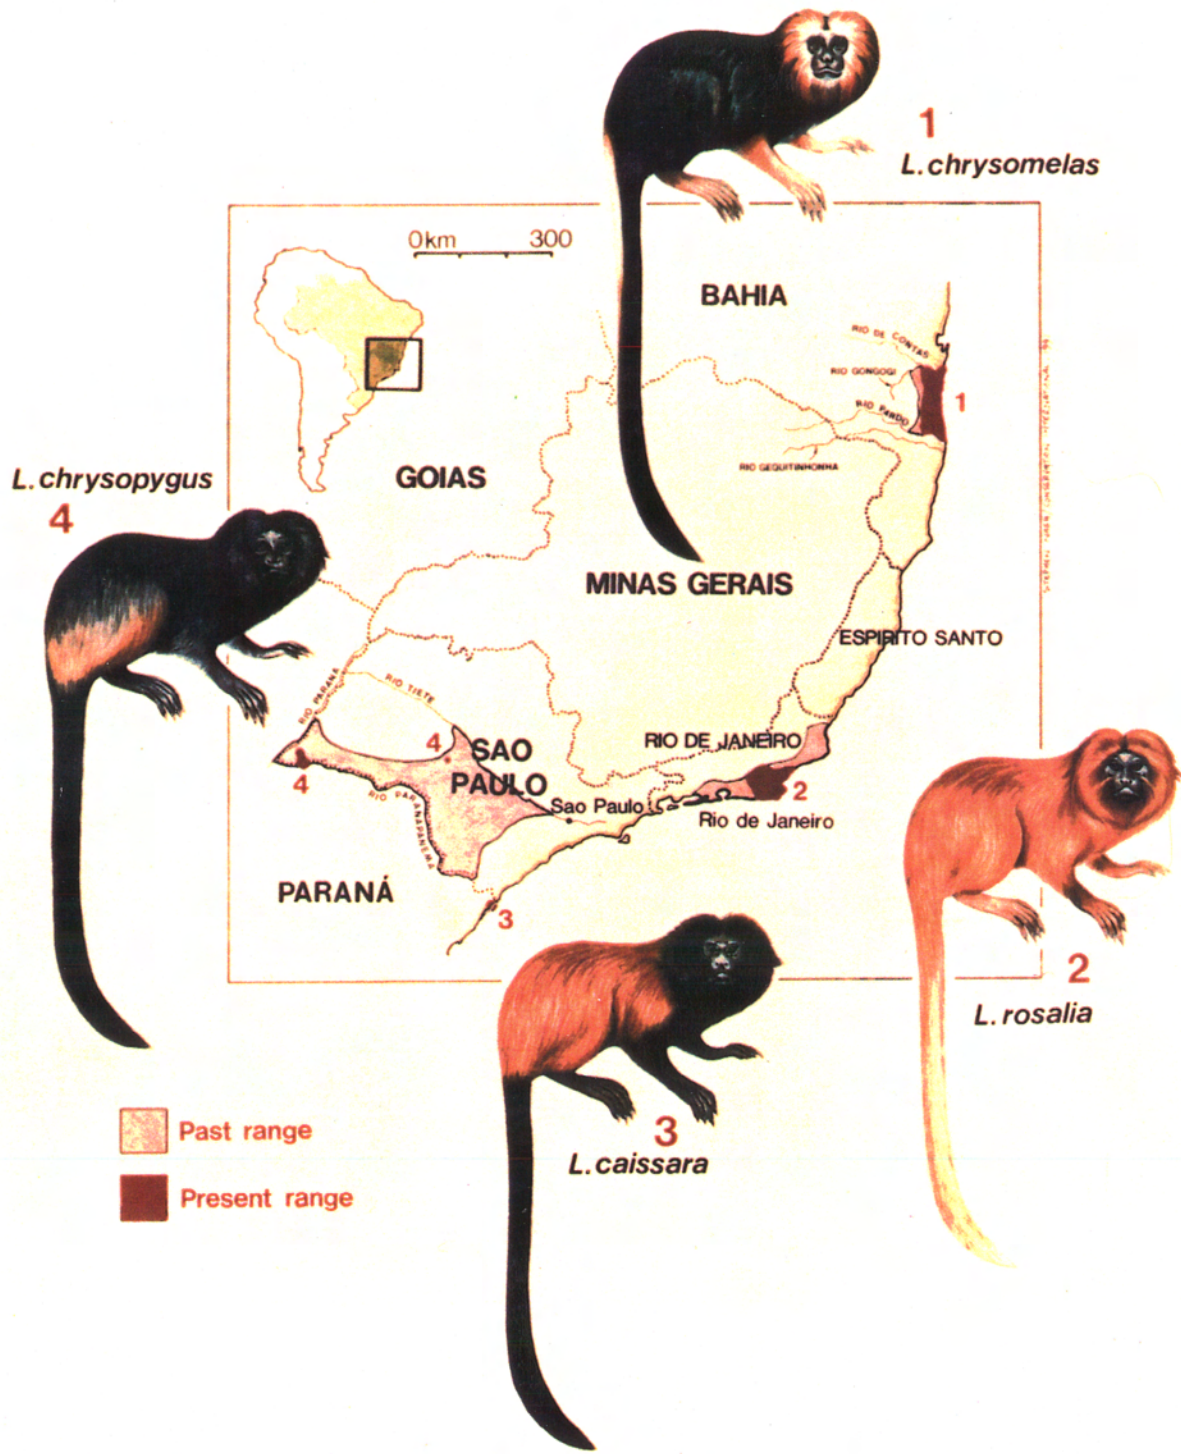 1
L. chrysomelas
0km 300
BAHIA
RIO DE CONTAS
RIO GONGOGI
1
RIO PARDO
RIO GEQUITINHONHA
GOIAS
L. chrysopygus
4
MINAS GERAIS
ESPIRITO SANTO
RIO PARANA
RIO TIETE
4
SAO
PAULO
RIO DE JANEIRO
4
RIO PARANAPANEMA
Sao Paulo
2
Rio de Janeiro
PARANÁ
3
2
L. rosalia
Past range
3
L. caissara
Present range